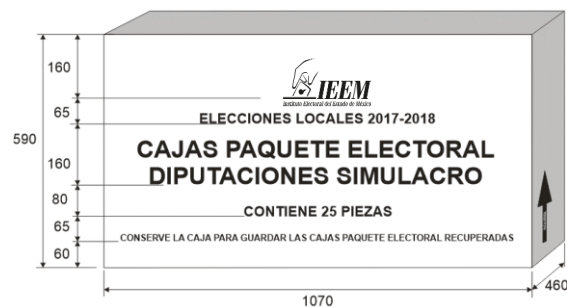 160
IEEM
Instituto Electoral del Estado de México
65
ELECCIONES LOCALES 2017-2018
590
160
CAJAS PAQUETE ELECTORAL
DIPUTACIONES SIMULACRO
80
CONTIENE 25 PIEZAS
65
CONSERVE LA CAJA PARA GUARDAR LAS CAJAS PAQUETE ELECTORAL RECUPERADAS
60
460
1070